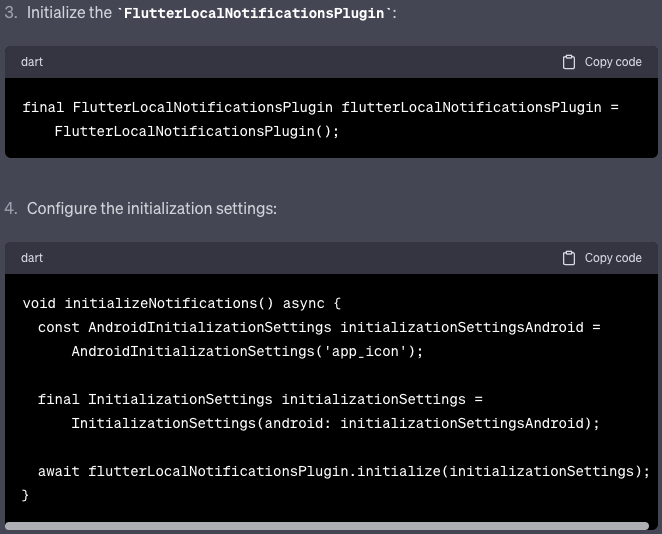 3. Initialize the `FlutterLocalNotificationsPlugin`:
dart
Copy code
final FlutterLocalNotificationsPlugin flutterLocalNotificationsPlugin =
    FlutterLocalNotificationsPlugin();
4. Configure the initialization settings:
dart
Copy code
void initializeNotifications() async {
  const AndroidInitializationSettings initializationSettingsAndroid =
      AndroidInitializationSettings('app_icon');
  final InitializationSettings initializationSettings =
      InitializationSettings(android: initializationSettingsAndroid);
  await flutterLocalNotificationsPlugin.initialize(initializationSettings);
}